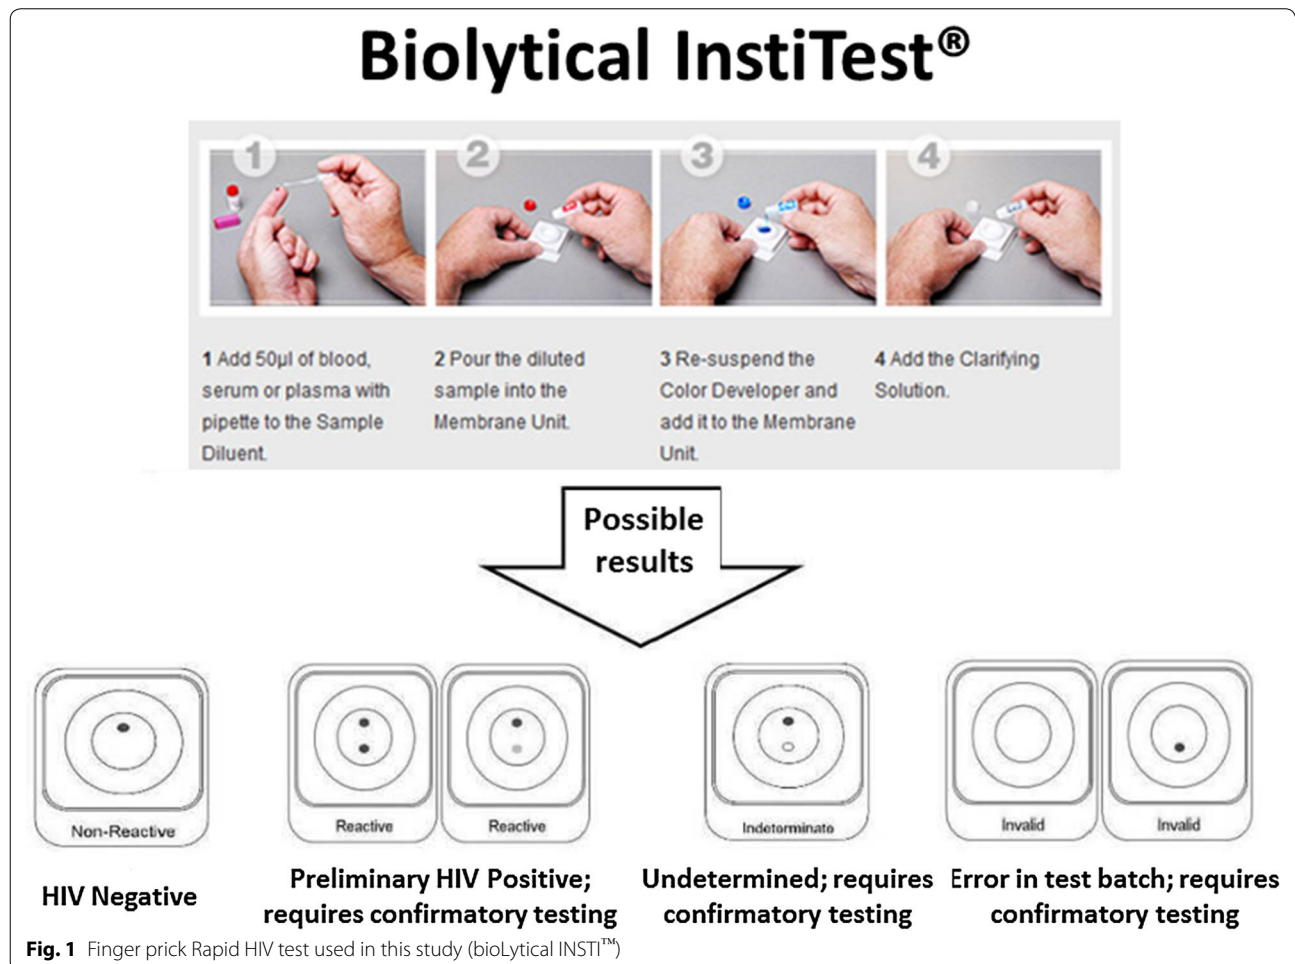 Biolytical InstiTest®
1
2
3
4
1 Add 50µl of blood,
serum or plasma with
pipette to the Sample
Diluent.
2 Pour the diluted
sample into the
Membrane Unit.
3 Re-suspend the
Color Developer and
add it to the Membrane
Unit.
4 Add the Clarifying
Solution.
Possible
results
Non-Reactive
Reactive
Reactive
Indeterminate
Invalid
Invalid
HIV Negative
Preliminary HIV Positive;
requires confirmatory testing
Undetermined; requires
confirmatory testing
Error in test batch; requires
confirmatory testing
Fig. 1 Finger prick Rapid HIV test used in this study (bioLytical INSTI™)